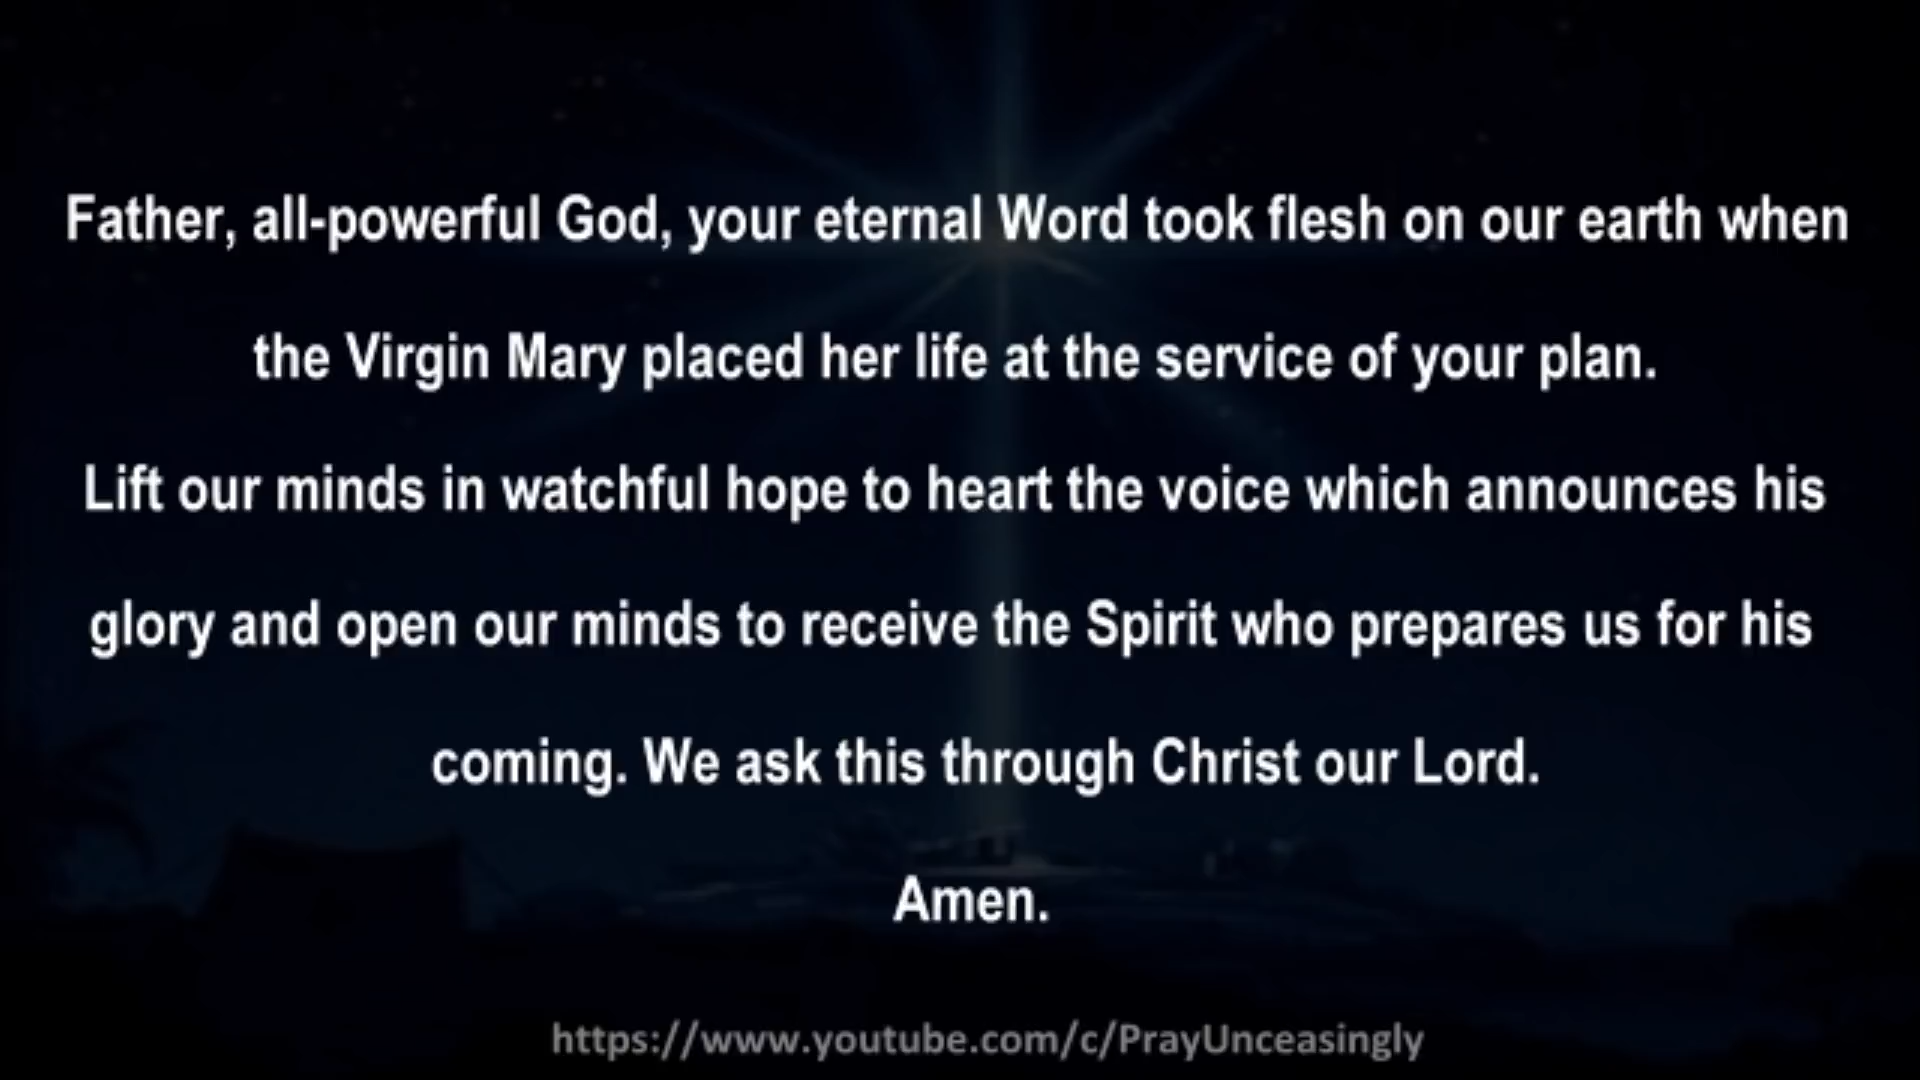 Father, all-powerful God, your eternal Word took flesh on our earth when
the Virgin Mary placed her life at the service of your plan.
Lift our minds in watchful hope to heart the voice which announces his
glory and open our minds to receive the Spirit who prepares us for his
coming. We ask this through Christ our Lord.
Amen.
https://www.youtube.com/c/PrayUnceasingly